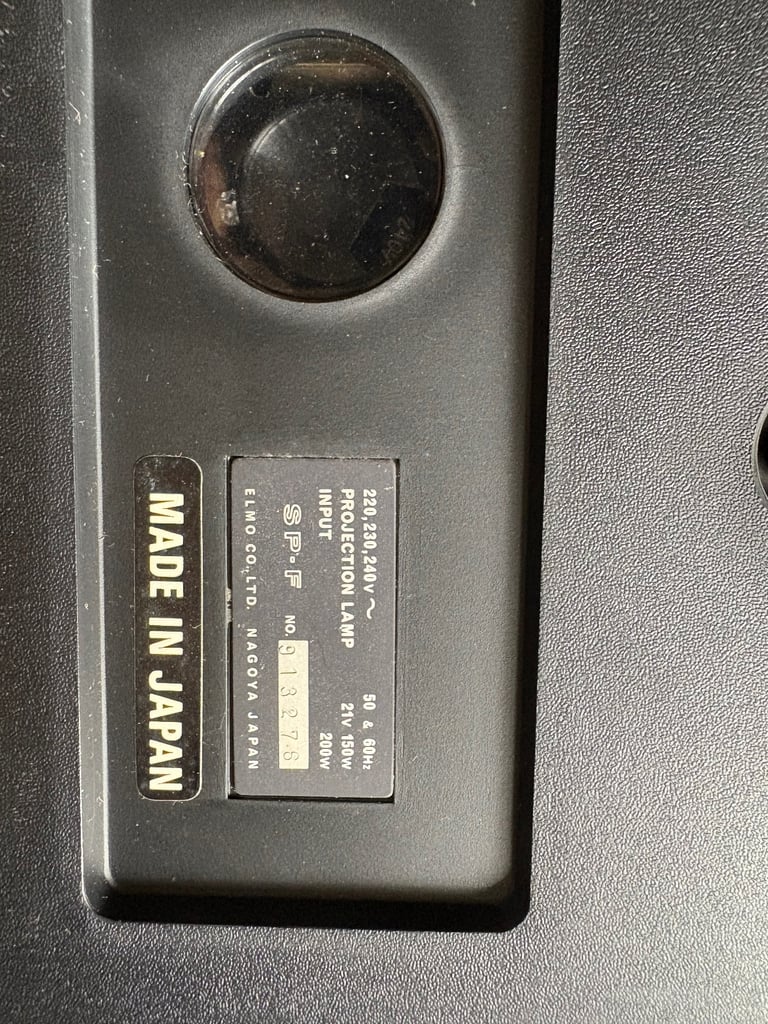 220,230,240V ~ 50 & 60Hz
PROJECTION LAMP 21V 150W
INPUT 200W
SP-F NO. 913278
ELMO CO.,LTD. NAGOYA JAPAN
MADE IN JAPAN
240V